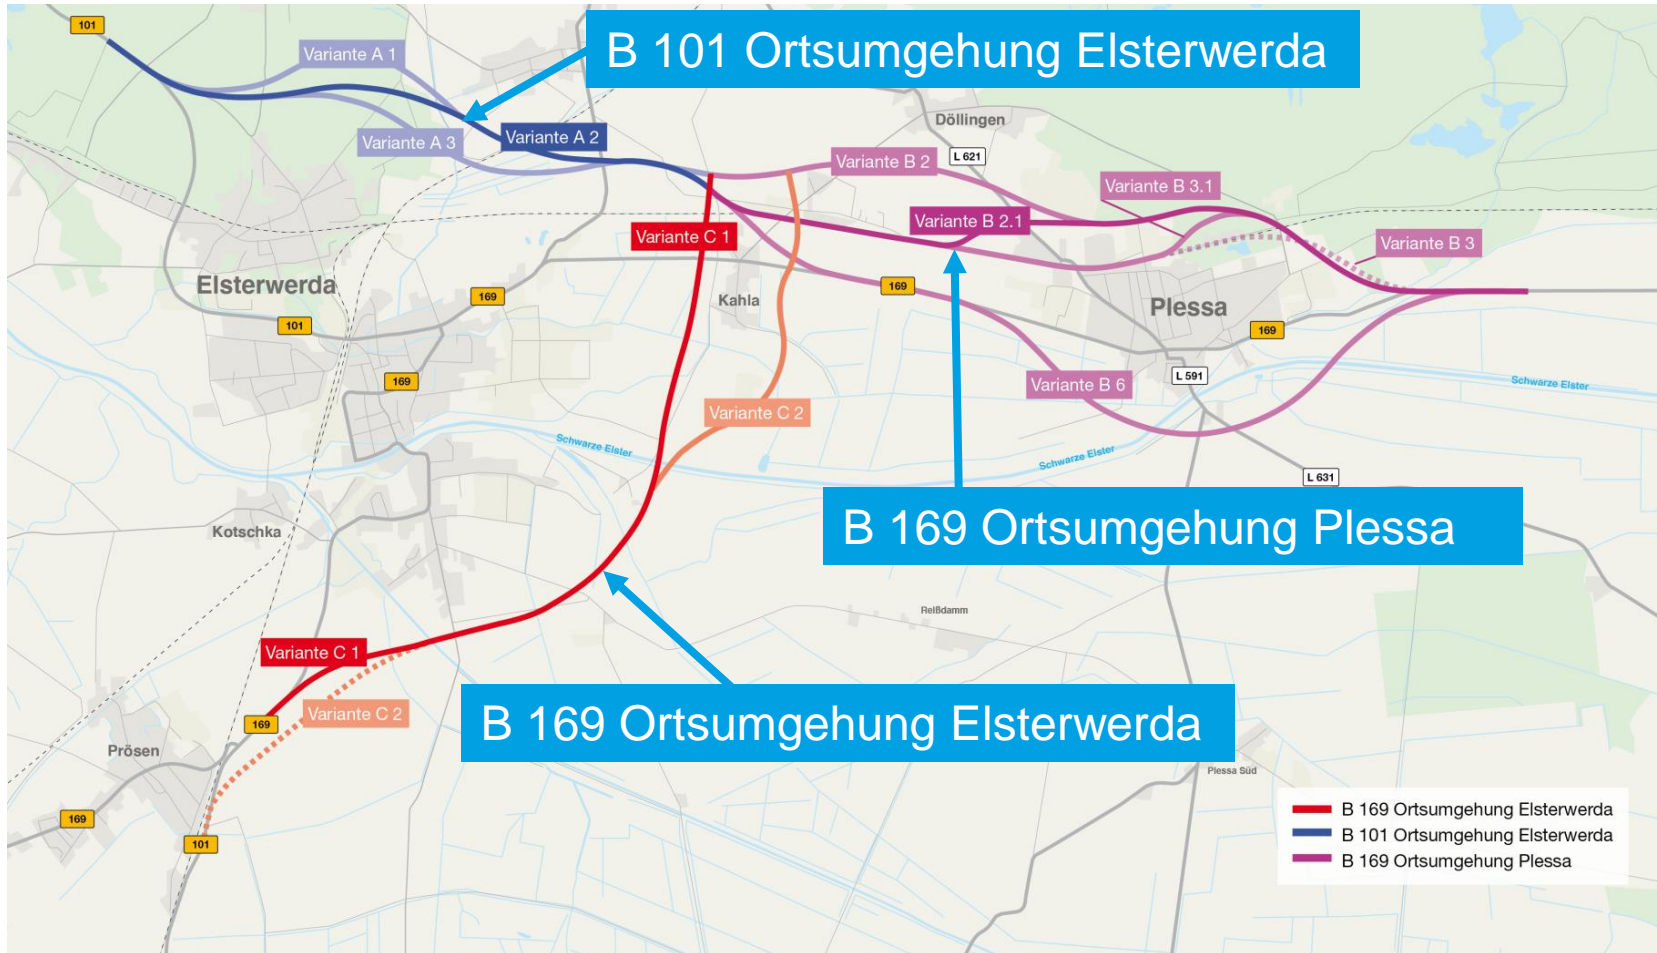 101
B 101 Ortsumgehung Elsterwerda
Variante A 1
Variante A 3
Variante A 2
Döllingen
L 621
Variante B 2
Variante B 3.1
Variante B 2.1
Variante B 3
Variante C 1
Elsterwerda
169
Kahla
169
Plessa
101
169
169
L 591
Variante B 6
Schwarze Elster
Variante C 2
Schwarze Elster
Schwarze Elster
L 631
B 169 Ortsumgehung Plessa
Kotschka
Reißdamm
Variante C 1
Variante C 2
169
B 169 Ortsumgehung Elsterwerda
Prösen
Plessa Süd
169
101
B 169 Ortsumgehung Elsterwerda
B 101 Ortsumgehung Elsterwerda
B 169 Ortsumgehung Plessa